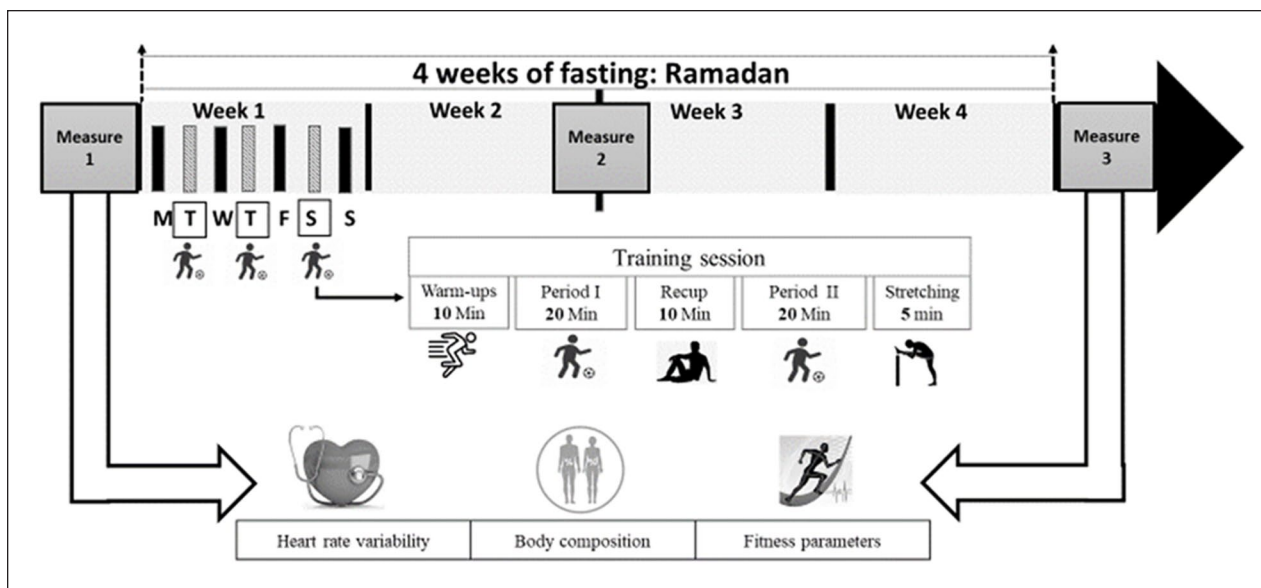 4 weeks of fasting: Ramadan
Week 1
Week 2
Week 3
Week 4
Measure
1
Measure
2
Measure
3
M T W T F S S
Training session
Warm-ups
10 Min
Period I
20 Min
Recup
10 Min
Period II
20 Min
Stretching
5 min
Heart rate variability
Body composition
Fitness parameters